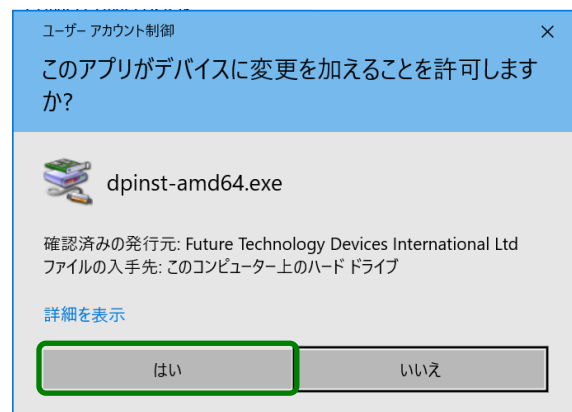 ユーザー アカウント制御
このアプリがデバイスに変更を加えることを許可します
か?
dpinst-amd64.exe
確認済みの発行元: Future Technology Devices International Ltd
ファイルの入手先: このコンピューター上のハード ドライブ
詳細を表示
はい
いいえ